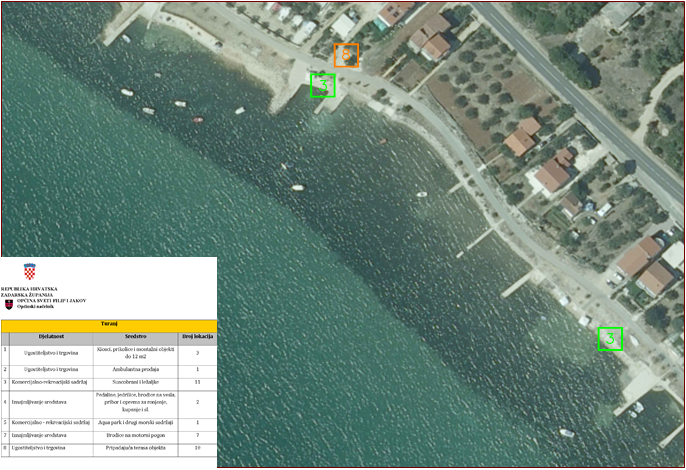 8
3
3
REPUBLIKA HRVATSKA
ZADARSKA ŽUPANIJA
OPĆINA SVETI FILIP I JAKOV
Općinski načelnik
Turanj
Djelatnost Sredstvo Broj lokacija
1 Ugostiteljstvo i trgovina Kiosci, prikolice i montažni objekti do 12 m2 3
2 Ugostiteljstvo i trgovina Ambulantna prodaja 1
3 Komercijalno-rekreacijski sadržaj Suncobrani i ležaljke 11
4 Iznajmljivanje sredstava Pedaline, jedrilice, brodice na vesla, pribor i oprema za ronjenje, kupanje i sl. 2
5 Komercijalno - rekreacijski sadržaj Aqua park i drugi morski sadržaji 1
7 Iznajmljivanje sredstava Brodice na motorni pogon 7
8 Ugostiteljstvo i trgovina Pripadajuća terasa objekta